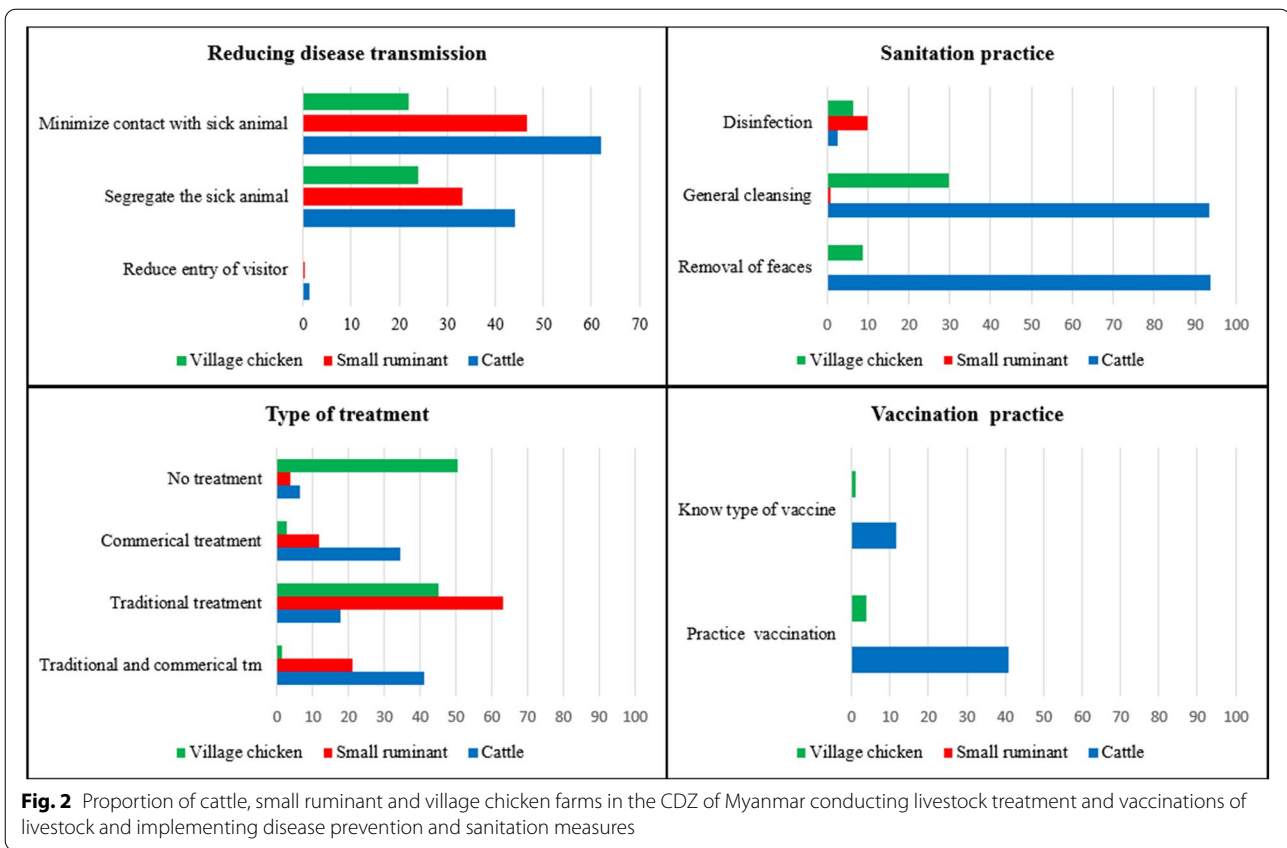 Reducing disease transmission
Minimize contact with sick animal
Segregate the sick animal
Reduce entry of visitor
0 10 20 30 40 50 60 70
Village chicken Small ruminant Cattle
Sanitation practice
Disinfection
General cleansing
Removal of feaces
0 10 20 30 40 50 60 70 80 90 100
Village chicken Small ruminant Cattle
Type of treatment
No treatment
Commerical treatment
Traditional treatment
Traditional and commerical tm
0 10 20 30 40 50 60 70 80 90 100
Village chicken Small ruminant Cattle
Vaccination practice
Know type of vaccine
Practice vaccination
0 10 20 30 40 50 60 70 80 90 100
Village chicken Small ruminant Cattle
Fig. 2 Proportion of cattle, small ruminant and village chicken farms in the CDZ of Myanmar conducting livestock treatment and vaccinations of
livestock and implementing disease prevention and sanitation measures